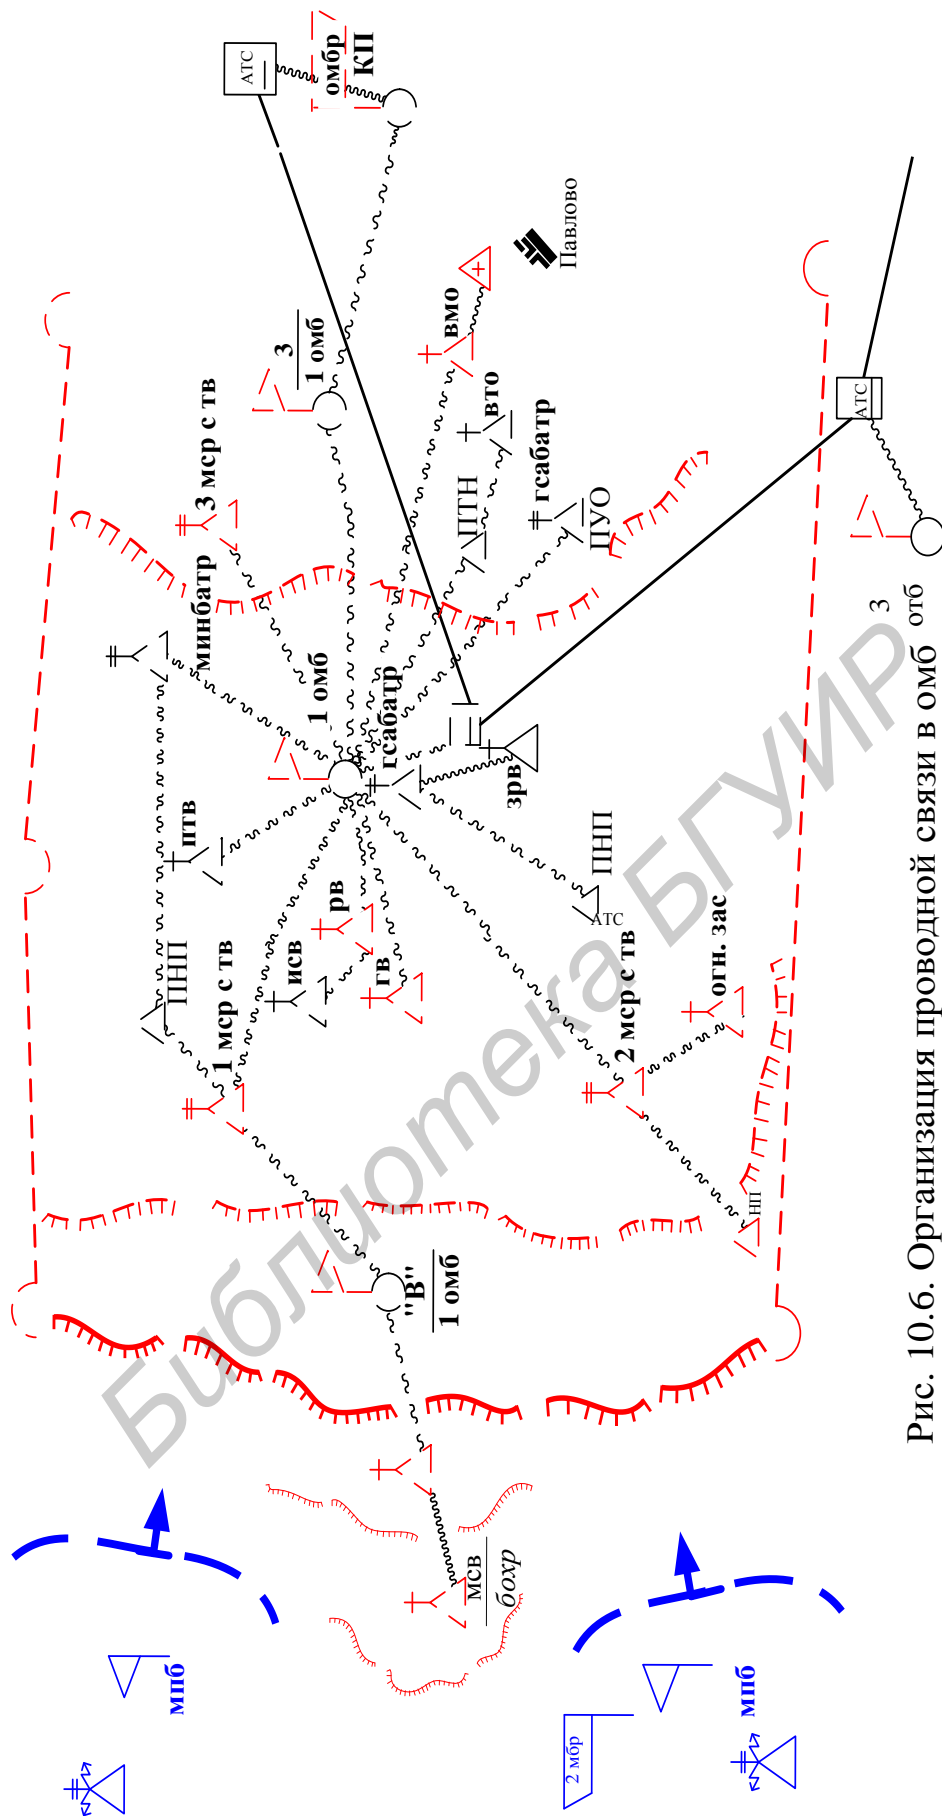 АТС
омбр
КП
Павлово
3
1 омб
вмо
вто
3 мср с тв
ПТН
гсабатр
ПУО
АТС
минбатр
3
отб
1 омб
гсабатр
птв
зрв
ПНП
АТС
рв
исв
гв
ПНП
1 мср с тв
2 мср с тв
огн. зас
НП
"В"
1 омб
мсв
бохр
мпб
2 мбр
мпб
Рис. 10.6. Организация проводной связи в омб
Библиотека БГУИР